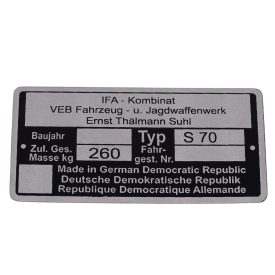 IFA - Kombinat
VEB Fahrzeug - u. Jagdwaffenwerk
Ernst Thälmann Suhl
Baujahr Typ S 70
Zul. Ges. Masse kg 260 Fahr- gest. Nr.
Made in German Democratic Republic
Deutsche Demokratische Republik
Republique Democratique Allemande